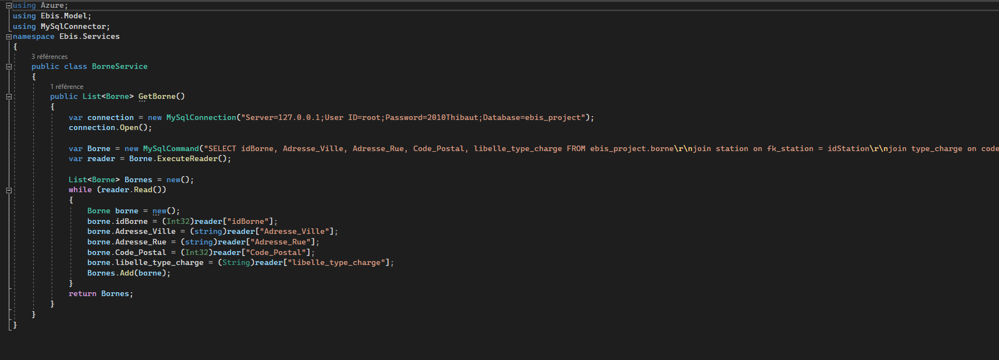 using Azure;
using Ebis.Model;
using MySqlConnector;
namespace Ebis.Services
{
3 références
public class BorneService
{
1 référence
public List<Borne> GetBorne()
{
var connection = new MySqlConnection("Server=127.0.0.1;User ID=root;Password=2010Thibaut;Database=ebis_project");
connection.Open();
var Borne = new MySqlCommand("SELECT idBorne, Adresse_Ville, Adresse_Rue, Code_Postal, libelle_type_charge FROM ebis_project.borne\r\njoin station on fk_station = idStation\r\njoin type_charge on code
var reader = Borne.ExecuteReader();
List<Borne> Bornes = new();
while (reader.Read())
{
Borne borne = new();
borne.idBorne = (Int32)reader["idBorne"];
borne.Adresse_Ville = (string)reader["Adresse_Ville"];
borne.Adresse_Rue = (string)reader["Adresse_Rue"];
borne.Code_Postal = (Int32)reader["Code_Postal"];
borne.libelle_type_charge = (String)reader["libelle_type_charge"];
Bornes.Add(borne);
}
return Bornes;
}
}
}